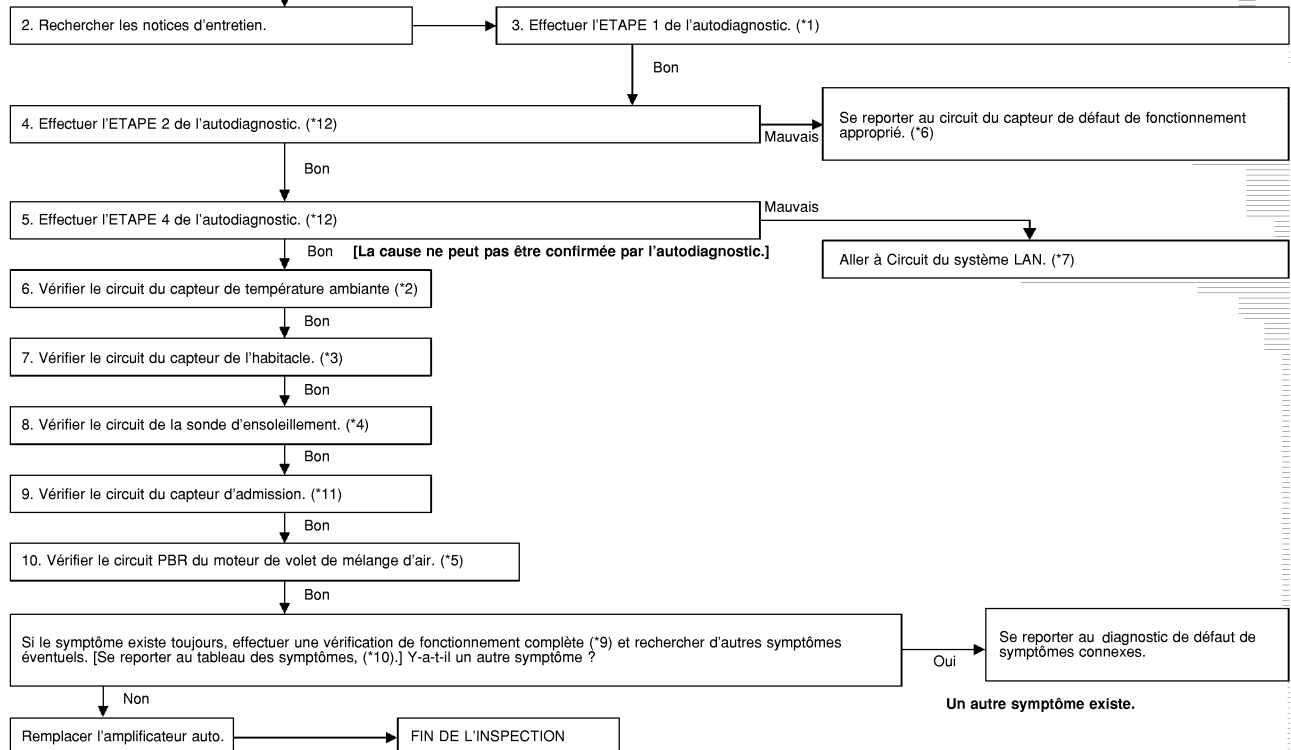 2. Rechercher les notices d'entretien.
3. Effectuer l'ETAPE 1 de l'autodiagnostic. (*1)
Bon
4. Effectuer l'ETAPE 2 de l'autodiagnostic. (*12)
Mauvais
Se reporter au circuit du capteur de défaut de fonctionnement
approprié. (*6)
Bon
5. Effectuer l'ETAPE 4 de l'autodiagnostic. (*12)
Mauvais
Bon
[La cause ne peut pas être confirmée par l'autodiagnostic.]
Aller à Circuit du système LAN. (*7)
6. Vérifier le circuit du capteur de température ambiante (*2)
Bon
7. Vérifier le circuit du capteur de l'habitacle. (*3)
Bon
8. Vérifier le circuit de la sonde d'ensoleillement. (*4)
Bon
9. Vérifier le circuit du capteur d'admission. (*11)
Bon
10. Vérifier le circuit PBR du moteur de volet de mélange d'air. (*5)
Bon
Si le symptôme existe toujours, effectuer une vérification de fonctionnement complète (*9) et rechercher d'autres symptômes
éventuels. [Se reporter au tableau des symptômes, (*10).] Y-a-t-il un autre symptôme ?
Oui
Se reporter au diagnostic de défaut de
symptômes connexes.
Un autre symptôme existe.
Non
Remplacer l'amplificateur auto.
FIN DE L'INSPECTION